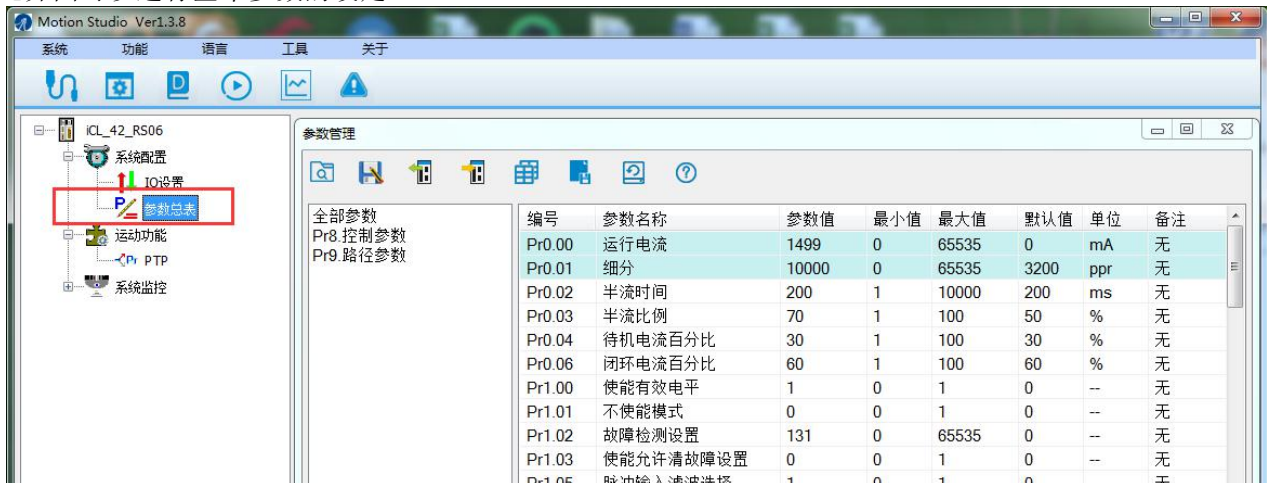 Motion Studio Ver1.3.8
系统 功能 语言 工具 关于
iCL_42_RS06
系统配置
IO设置
参数总表
运动功能
PTP
系统监控
参数管理
全部参数
Pr8.控制参数
Pr9.路径参数
编号 参数名称 参数值 最小值 最大值 默认值 单位 备注
Pr0.00 运行电流 1499 0 65535 0 mA 无
Pr0.01 细分 10000 0 65535 3200 ppr 无
Pr0.02 半流时间 200 1 10000 200 ms 无
Pr0.03 半流比例 70 1 100 50 % 无
Pr0.04 待机电流百分比 30 1 100 30 % 无
Pr0.06 闭环电流百分比 60 1 100 60 % 无
Pr1.00 使能有效电平 1 0 1 0 -- 无
Pr1.01 不使能模式 0 0 1 0 -- 无
Pr1.02 故障检测设置 131 0 65535 0 -- 无
Pr1.03 使能允许清故障设置 0 0 1 0 -- 无